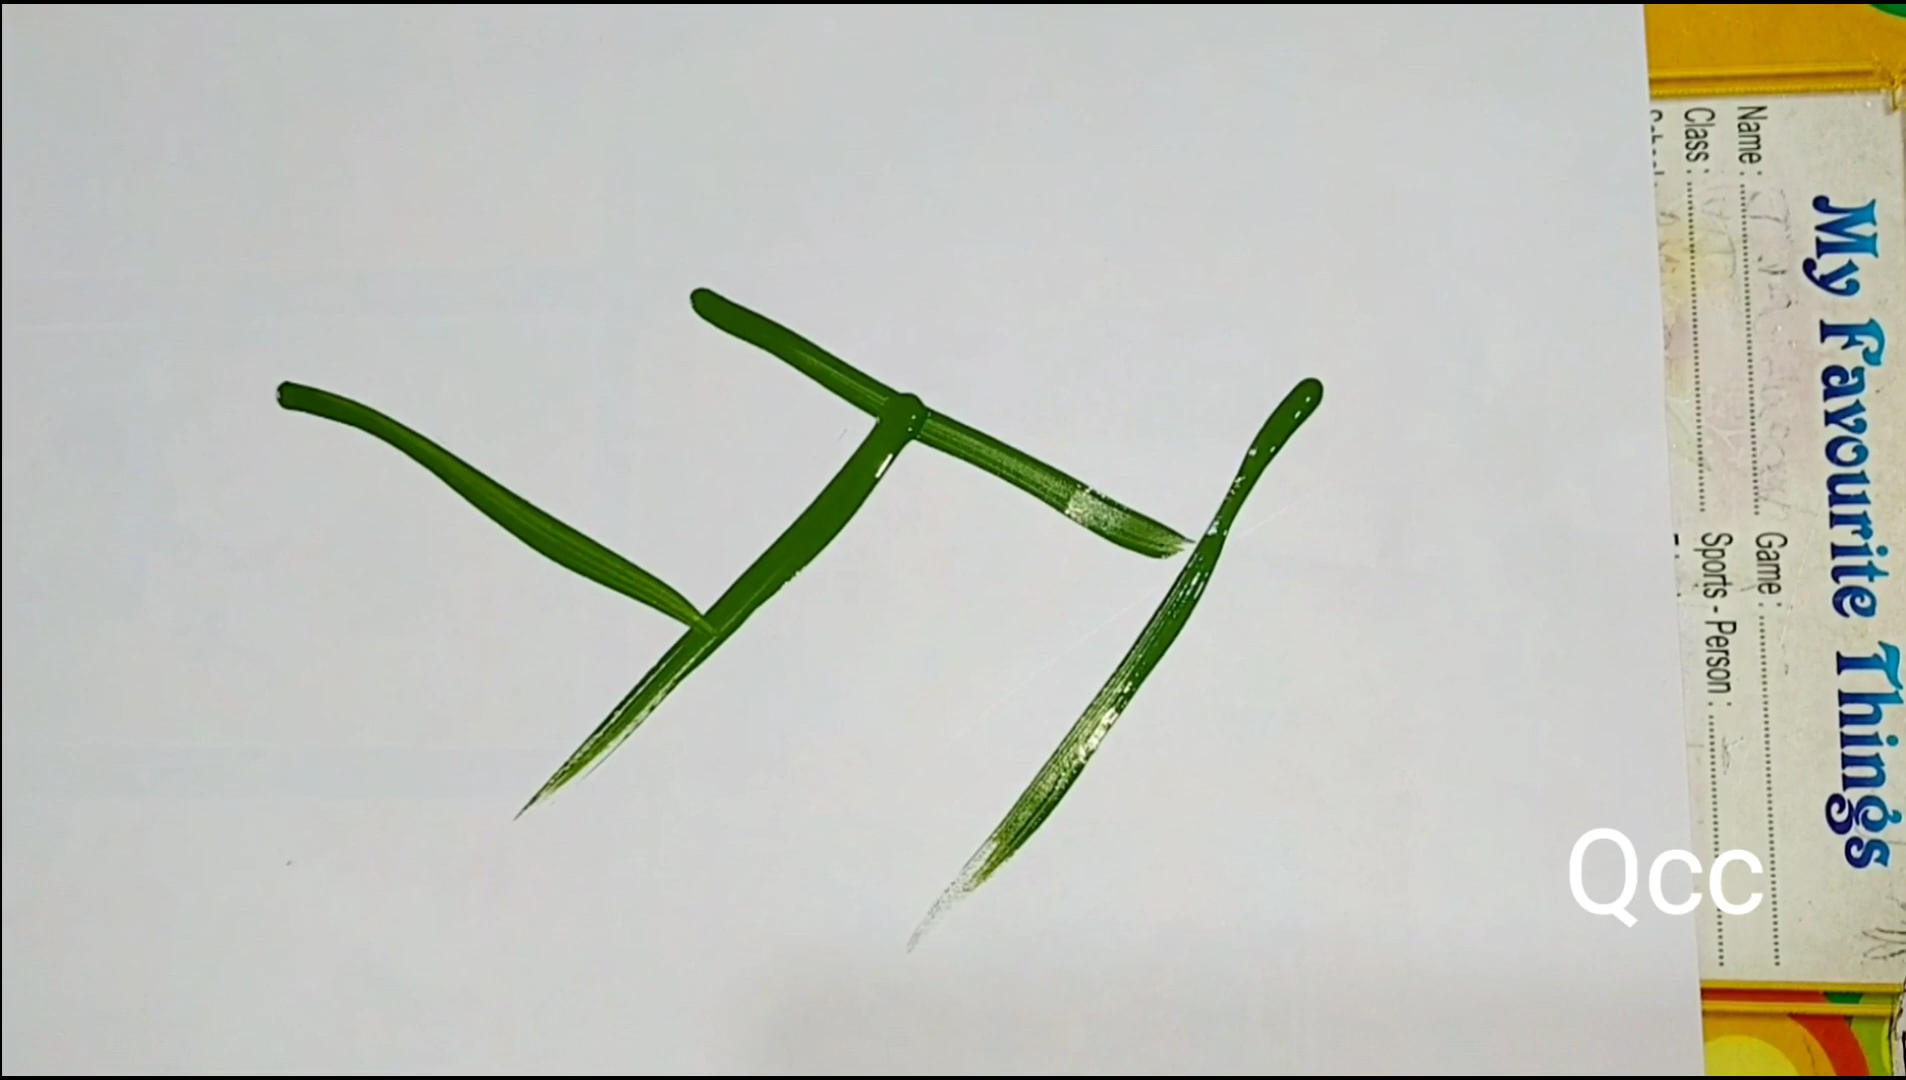 My Favourite Things
Name : Game :
Class : Sports - Person :
Qcc